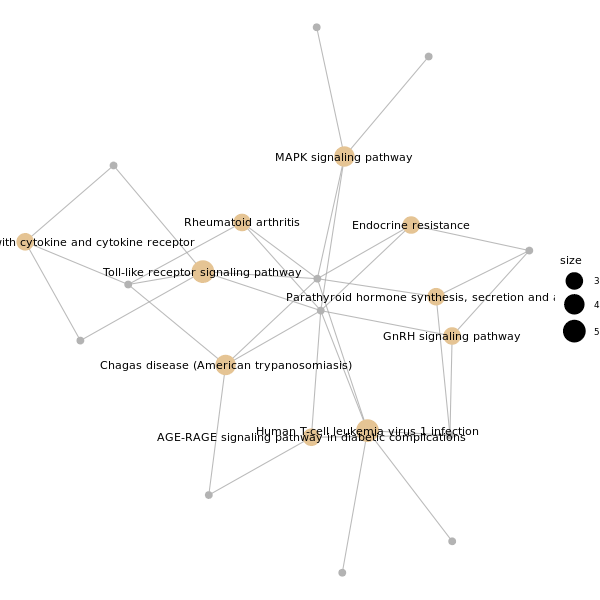 MAPK signaling pathway
Rheumatoid arthritis
Endocrine resistance
with cytokine and cytokine receptor
size
Toll-like receptor signaling pathway
3
Parathyroid hormone synthesis, secretion and
4
5
GnRH signaling pathway
Chagas disease (American trypanosomiasis)
Human T-cell leukemia virus 1 infection
AGE-RAGE signaling pathway in diabetic complications